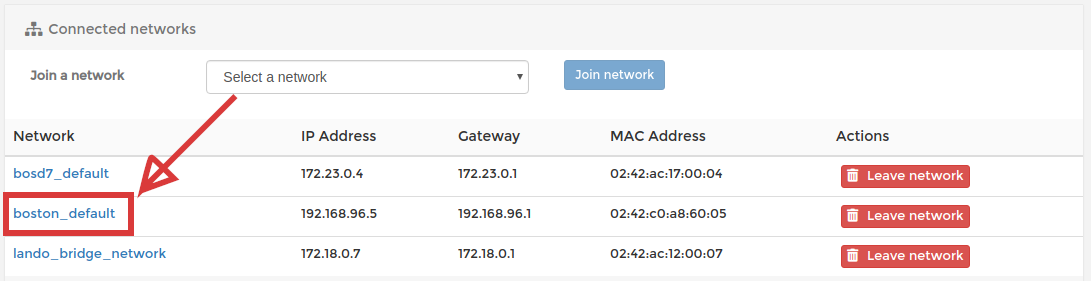 Connected networks
Join a network Select a network Join network
Network IP Address Gateway MAC Address Actions
bosd7_default 172.23.0.4 172.23.0.1 02:42:ac:17:00:04 Leave network
boston_default 192.168.96.5 192.168.96.1 02:42:c0:a8:60:05 Leave network
lando_bridge_network 172.18.0.7 172.18.0.1 02:42:ac:12:00:07 Leave network